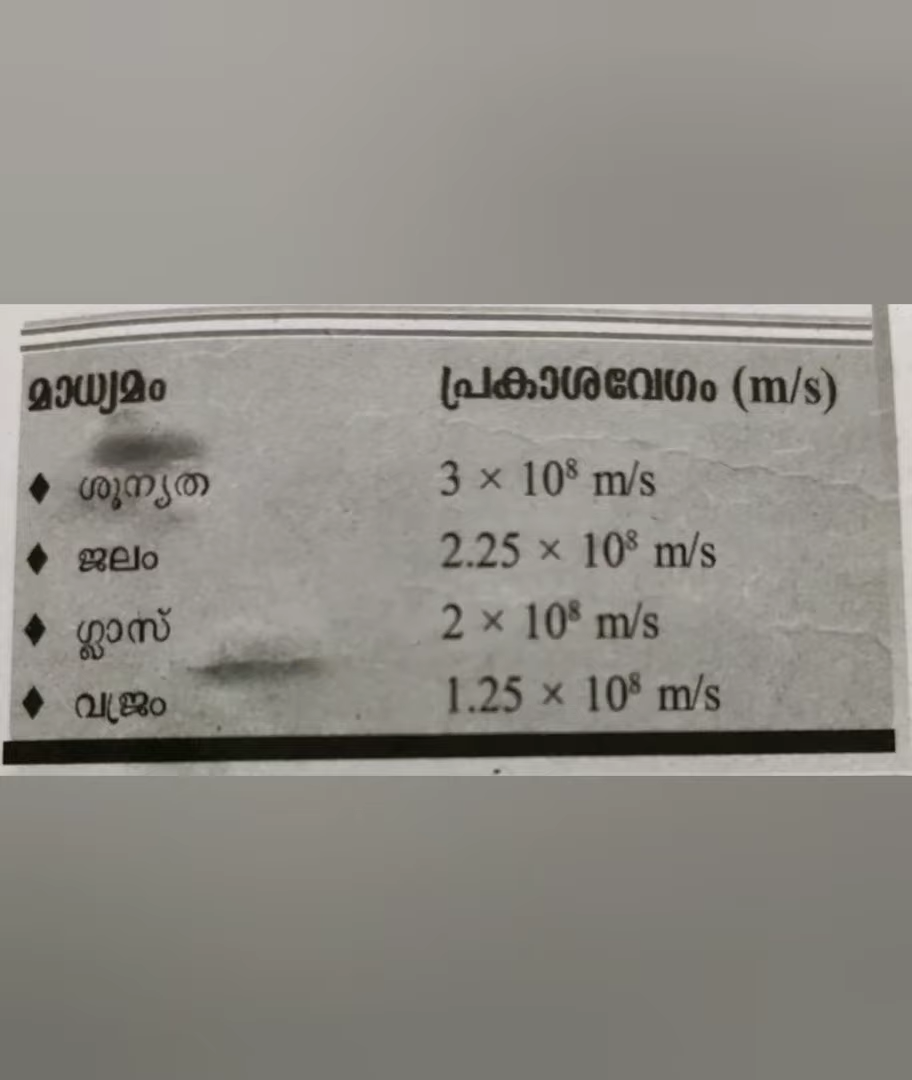 മാധ്യമം പ്രകാശവേഗം (m/s)
♦ ശൂന്യത 3 × 10⁸ m/s
♦ ജലം 2.25 × 10⁸ m/s
♦ ഗ്ലാസ് 2 × 10⁸ m/s
♦ വജ്രം 1.25 × 10⁸ m/s